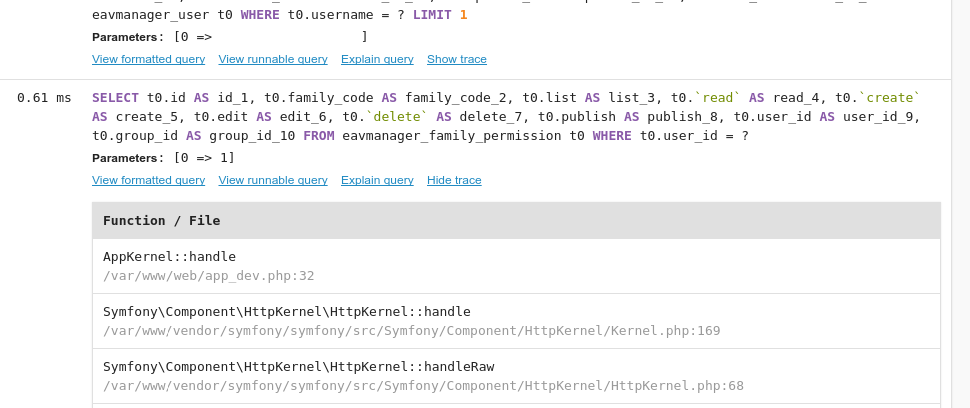 eavmanager_user t0 WHERE t0.username = ? LIMIT 1
Parameters: [0 => ]
View formatted query View runnable query Explain query Show trace
0.61 ms SELECT t0.id AS id_1, t0.family_code AS family_code_2, t0.list AS list_3, t0.`read` AS read_4, t0.`create`
AS create_5, t0.edit AS edit_6, t0.`delete` AS delete_7, t0.publish AS publish_8, t0.user_id AS user_id_9,
t0.group_id AS group_id_10 FROM eavmanager_family_permission t0 WHERE t0.user_id = ?
Parameters: [0 => 1]
View formatted query View runnable query Explain query Hide trace
Function / File
AppKernel::handle
/var/www/web/app_dev.php:32
Symfony\Component\HttpKernel\HttpKernel::handle
/var/www/vendor/symfony/symfony/src/Symfony/Component/HttpKernel/Kernel.php:169
Symfony\Component\HttpKernel\HttpKernel::handleRaw
/var/www/vendor/symfony/symfony/src/Symfony/Component/HttpKernel/HttpKernel.php:68